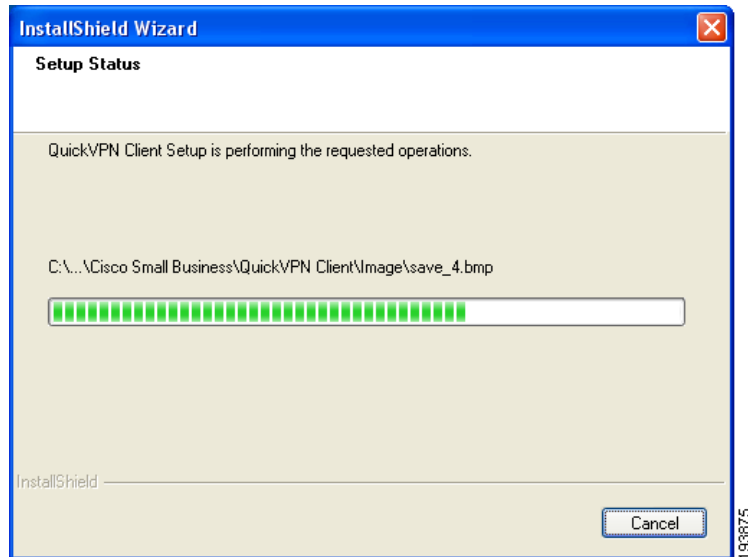 InstallShield Wizard
Setup Status
QuickVPN Client Setup is performing the requested operations.
C:\...\Cisco Small Business\QuickVPN Client\Image\save_4.bmp
InstallShield
Cancel
193875